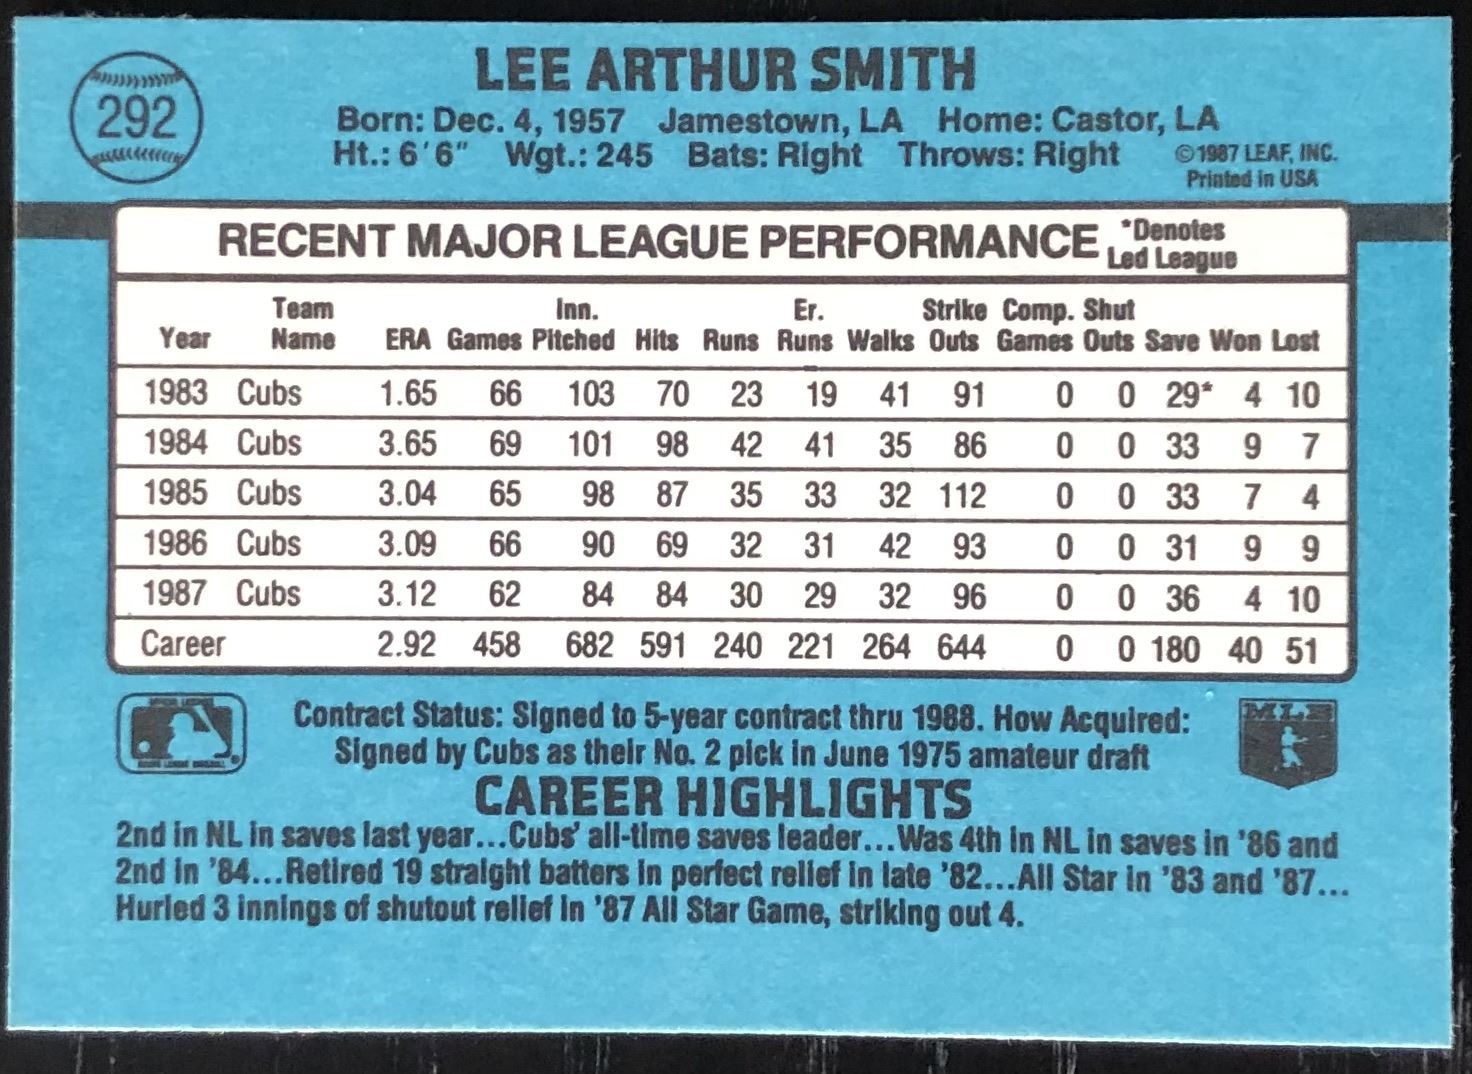 292
LEE ARTHUR SMITH
Born: Dec. 4, 1957 Jamestown, LA Home: Castor, LA
Ht.: 6'6" Wgt.: 245 Bats: Right Throws: Right
©1987 LEAF, INC.
Printed in USA
RECENT MAJOR LEAGUE PERFORMANCE *Denotes Led League
Year Team Name ERA Games Inn. Pitched Hits Runs Er. Runs Walks Strike Outs Comp. Games Shut Outs Save Won Lost
1983 Cubs 1.65 66 103 70 23 19 41 91 0 0 29* 4 10
1984 Cubs 3.65 69 101 98 42 41 35 86 0 0 33 9 7
1985 Cubs 3.04 65 98 87 35 33 32 112 0 0 33 7 4
1986 Cubs 3.09 66 90 69 32 31 42 93 0 0 31 9 9
1987 Cubs 3.12 62 84 84 30 29 32 96 0 0 36 4 10
Career 2.92 458 682 591 240 221 264 644 0 0 180 40 51
Contract Status: Signed to 5-year contract thru 1988. How Acquired:
Signed by Cubs as their No. 2 pick in June 1975 amateur draft
CAREER HIGHLIGHTS
2nd in NL in saves last year...Cubs' all-time saves leader...Was 4th in NL in saves in '86 and
2nd in '84...Retired 19 straight batters in perfect relief in late '82...All Star in '83 and '87...
Hurled 3 innings of shutout relief in '87 All Star Game, striking out 4.